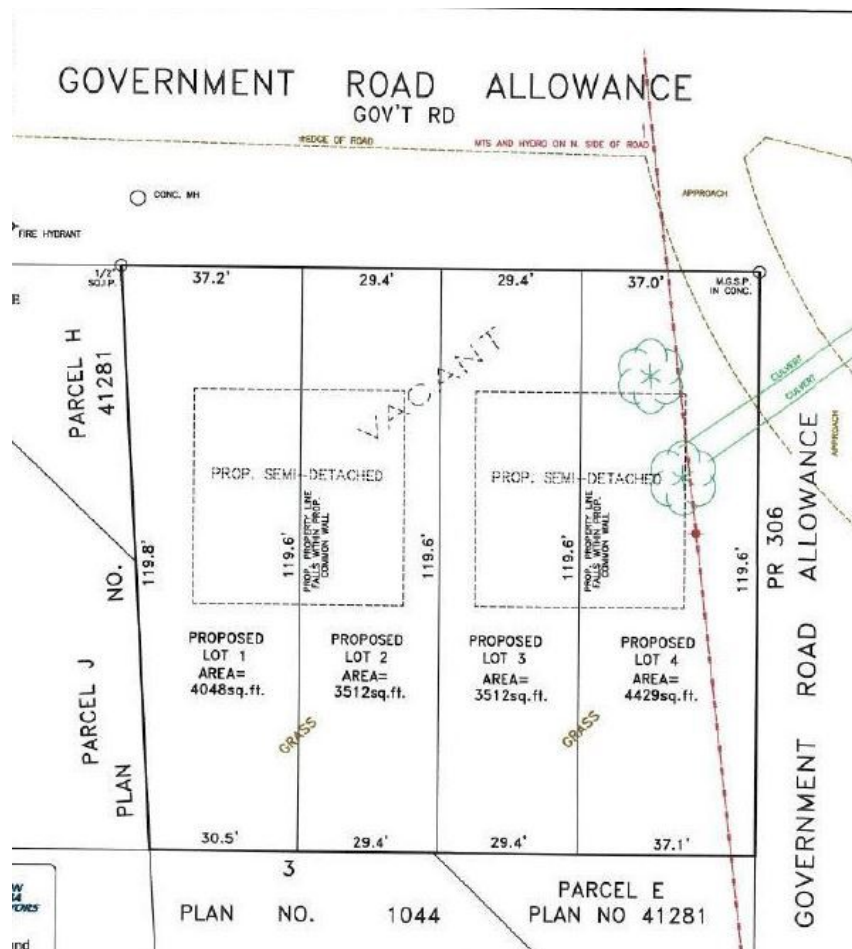 GOVERNMENT ROAD ALLOWANCE
GOV'T RD
EDGE OF ROAD
MTS AND HYDRO ON N. SIDE OF ROAD
CONC. MH
APPROACH
FIRE HYDRANT
1/2"
SQ.I.P.
37.2'
29.4'
29.4'
37.0'
M.G.S.P.
IN CONC.
E
PARCEL H
41281
VACANT
CULVERT
CULVERT
APPROACH
PROP. SEMI-DETACHED
PROP. SEMI-DETACHED
PROP. PROPERTY LINE
FALLS WITHIN PROP.
COMMON WALL
PROP. PROPERTY LINE
FALLS WITHIN PROP.
COMMON WALL
119.8'
119.6'
119.6'
119.6'
119.6'
PR 306
GOVERNMENT ROAD ALLOWANCE
PARCEL J
PLAN NO.
PROPOSED
LOT 1
AREA=
4048sq.ft.
PROPOSED
LOT 2
AREA=
3512sq.ft.
PROPOSED
LOT 3
AREA=
3512sq.ft.
PROPOSED
LOT 4
AREA=
4429sq.ft.
GRASS
GRASS
30.5'
29.4'
29.4'
37.1'
3
PLAN NO. 1044
PARCEL E
PLAN NO 41281